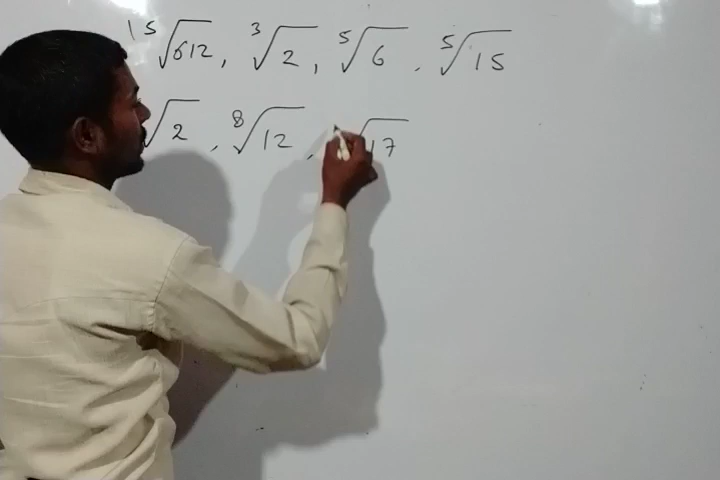 ¹⁵√612, ³√2, ⁵√6, ⁵√15
√2, ⁸√12, √17